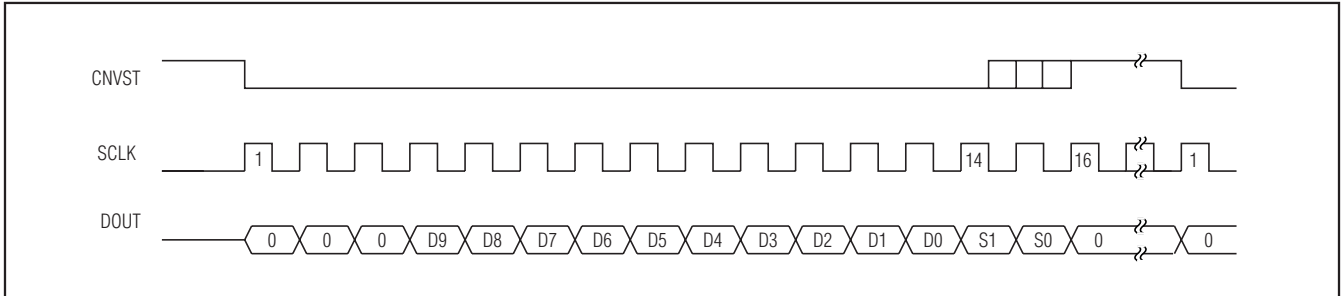 CNVST
SCLK 1 14 16 1
DOUT 0 0 0 D9 D8 D7 D6 D5 D4 D3 D2 D1 D0 S1 S0 0 0